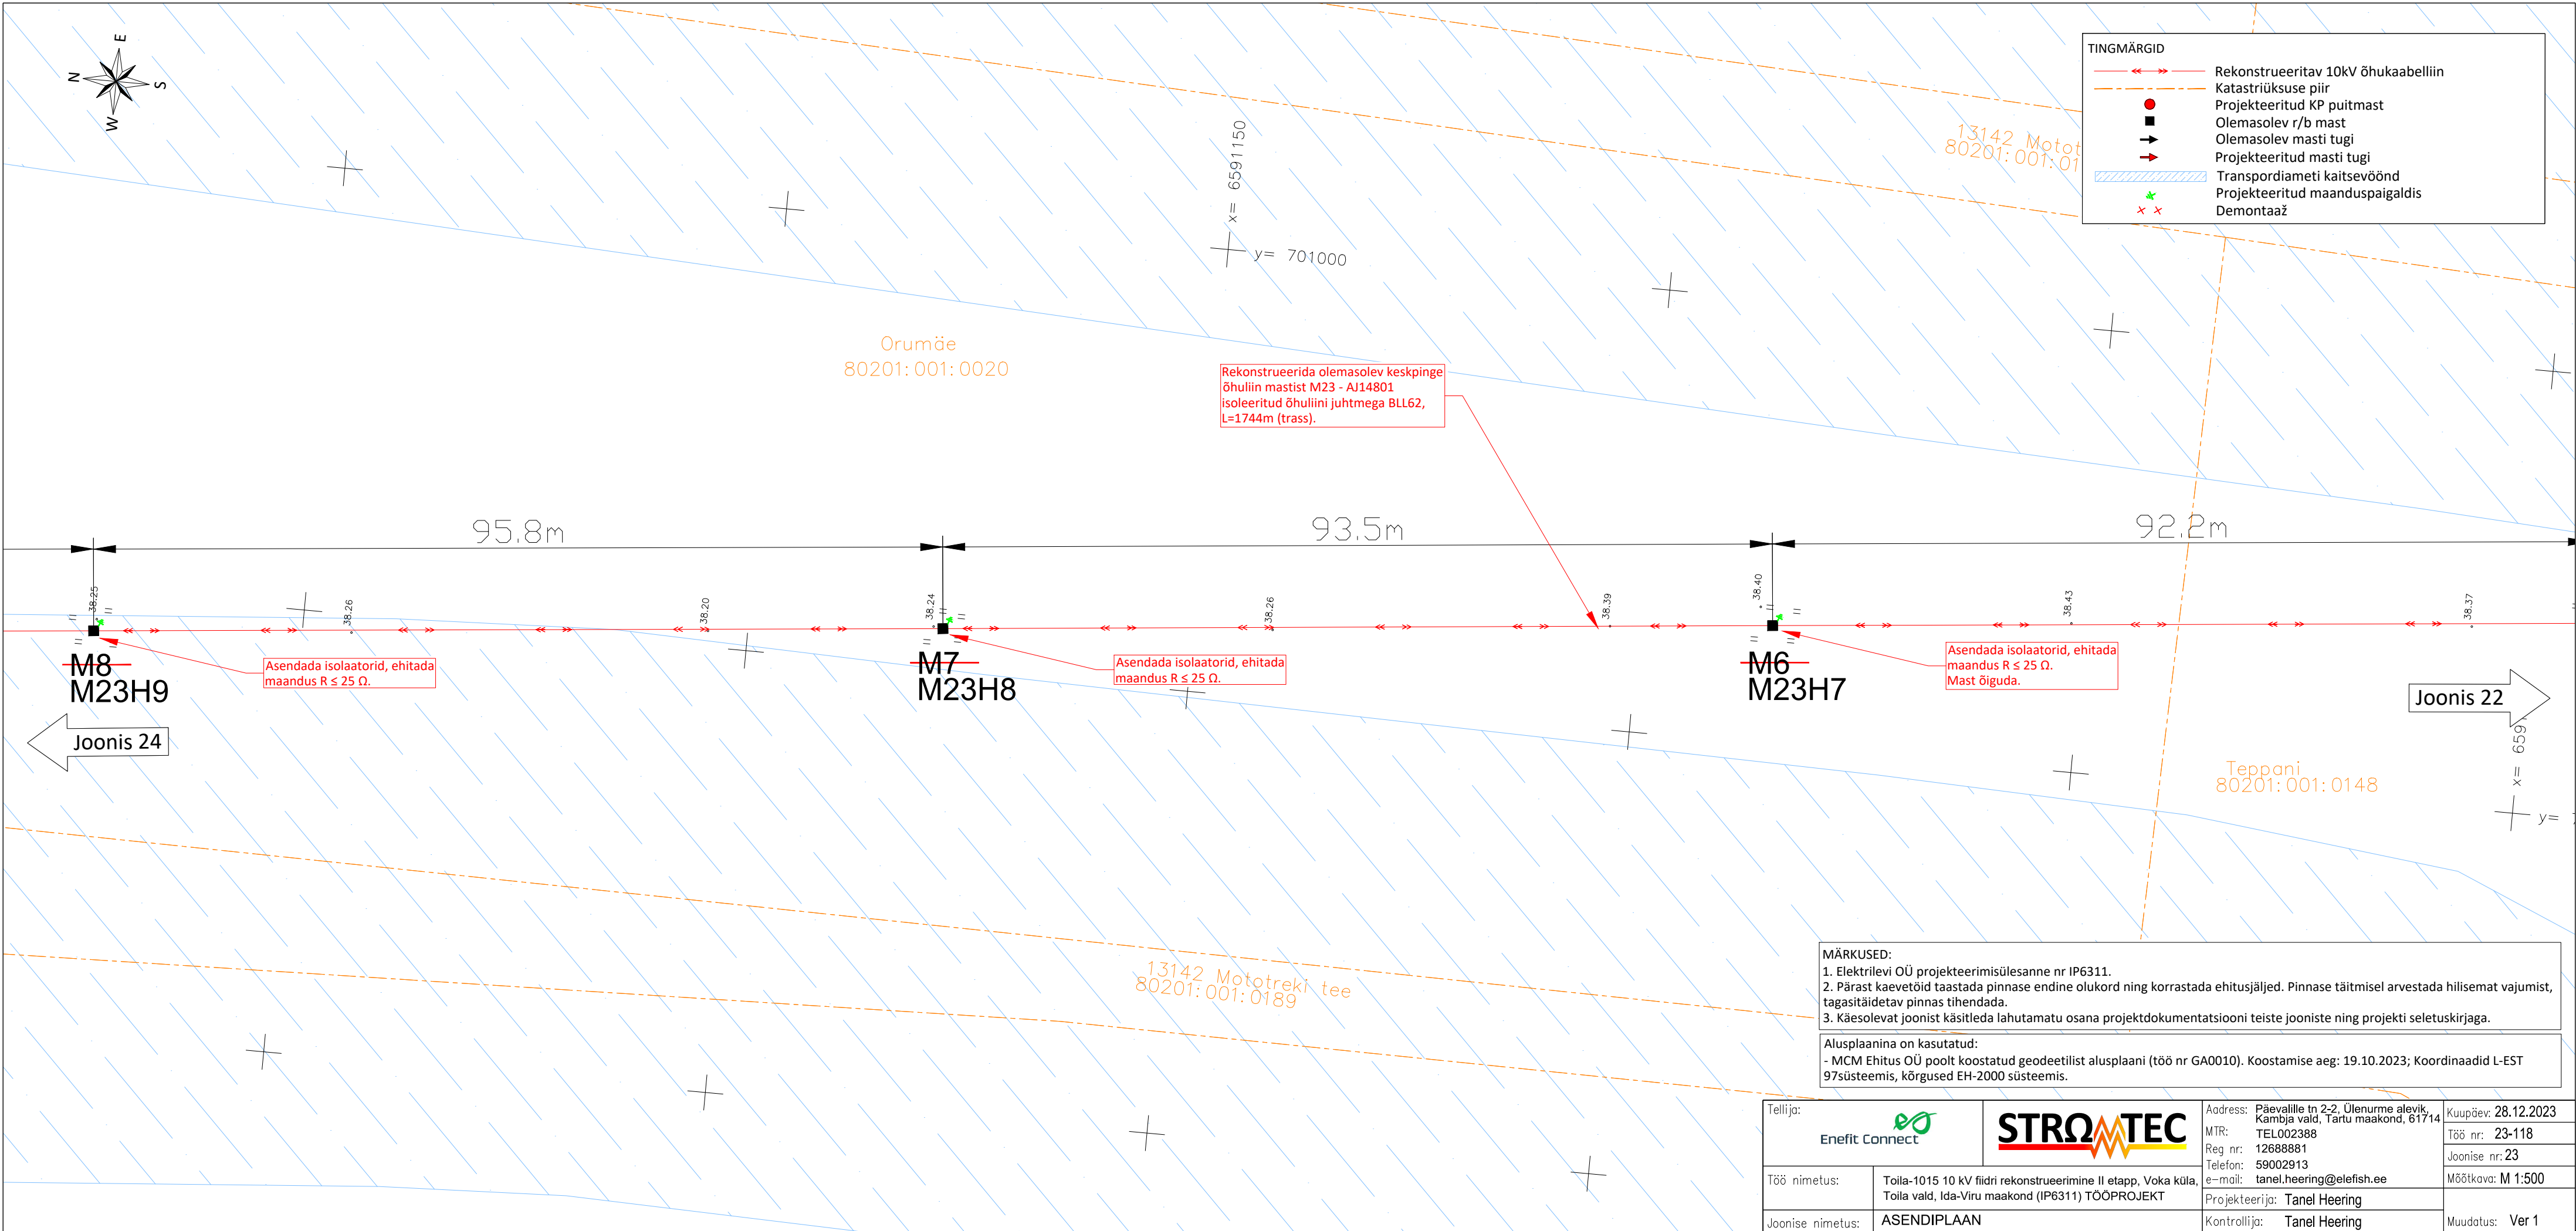 E
N
S
W
TINGMÄRGID
Rekonstrueeritav 10kV õhukaabelliin
Katastriüksuse piir
Projekteeritud KP puitmast
Olemasolev r/b mast
Olemasolev masti tugi
Projekteeritud masti tugi
Transpordiameti kaitsevöönd
Projekteeritud maanduspaigaldis
Demontaaž
13142 Motot
80201:001:01
x= 6591150
y= 701000
Orumäe
80201:001:0020
Rekonstrueerida olemasolev keskpinge
õhuliin mastist M23 - AJ14801
isoleeritud õhuliini juhtmega BLL62,
L=1744m (trass).
95.8m
93.5m
92.2m
38.25
38.26
38.20
38.24
38.26
38.39
38.40
38.43
38.37
M8
M23H9
Asendada isolaatorid, ehitada
maandus R ≤ 25 Ω.
M7
M23H8
Asendada isolaatorid, ehitada
maandus R ≤ 25 Ω.
M6
M23H7
Asendada isolaatorid, ehitada
maandus R ≤ 25 Ω.
Mast õiguda.
Joonis 24
Joonis 22
x= 659
y=
Teppani
80201:001:0148
13142 Mototreki tee
80201:001:0189
MÄRKUSED:
1. Elektrilevi OÜ projekteerimisülesanne nr IP6311.
2. Pärast kaevetöid taastada pinnase endine olukord ning korrastada ehitusjäljed. Pinnase täitmisel arvestada hilisemat vajumist,
tagasitäidetav pinnas tihendada.
3. Käesolevat joonist käsitleda lahutamatu osana projektdokumentatsiooni teiste jooniste ning projekti seletuskirjaga.
Alusplaanina on kasutatud:
- MCM Ehitus OÜ poolt koostatud geodeetilist alusplaani (töö nr GA0010). Koostamise aeg: 19.10.2023; Koordinaadid L-EST
97süsteemis, kõrgused EH-2000 süsteemis.
Tellija:
Enefit Connect
STROMTEC
Aadress: Päevalille tn 2-2, Ülenurme alevik,
Kambja vald, Tartu maakond, 61714
MTR: TEL002388
Reg nr: 12688881
Telefon: 59002913
e-mail: tanel.heering@elefish.ee
Kuupäev: 28.12.2023
Töö nr: 23-118
Joonise nr: 23
Mõõtkava: M 1:500
Töö nimetus: Toila-1015 10 kV fiidri rekonstrueerimine II etapp, Voka küla,
Toila vald, Ida-Viru maakond (IP6311) TÖÖPROJEKT
Projekteerija: Tanel Heering
Joonise nimetus: ASENDIPLAAN
Kontrollija: Tanel Heering
Muudatus: Ver 1